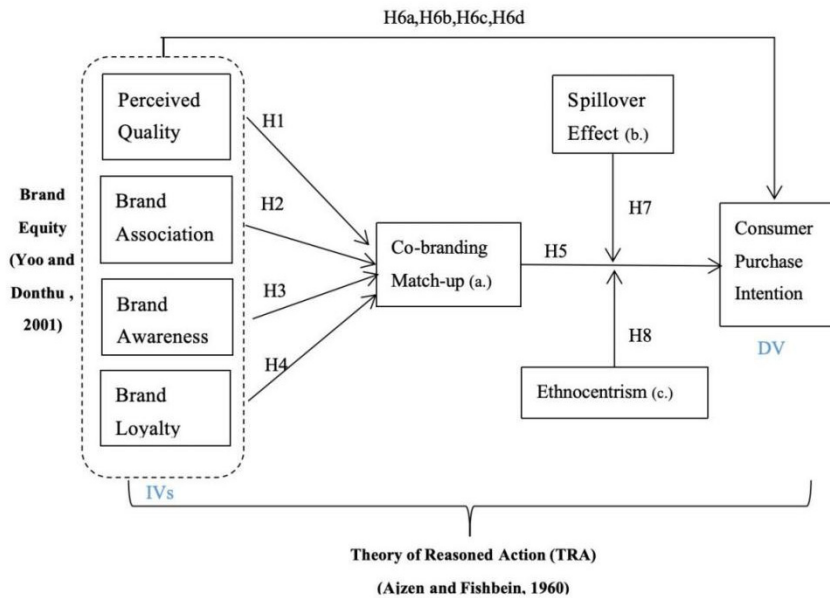 H6a,H6b,H6c,H6d
Perceived
Quality
H1
Spillover
Effect (b.)
Brand
Equity
(Yoo and
Donthu ,
2001)
Brand
Association
H2
H7
Co-branding
Match-up (a.)
H5
Consumer
Purchase
Intention
Brand
Awareness
H3
H8
DV
Brand
Loyalty
H4
Ethnocentrism (c.)
IVs
Theory of Reasoned Action (TRA)
(Ajzen and Fishbein, 1960)